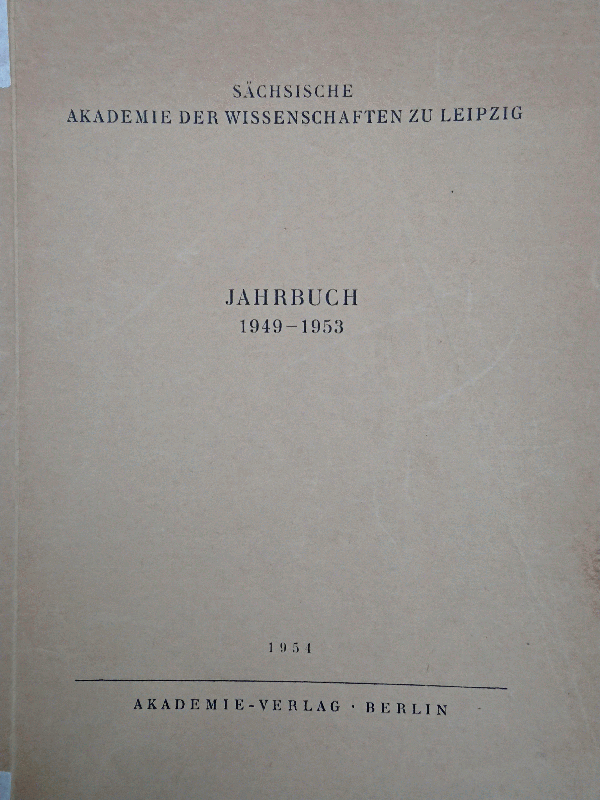 SÄCHSISCHE
AKADEMIE DER WISSENSCHAFTEN ZU LEIPZIG
JAHRBUCH
1949–1953
1954
AKADEMIE-VERLAG · BERLIN